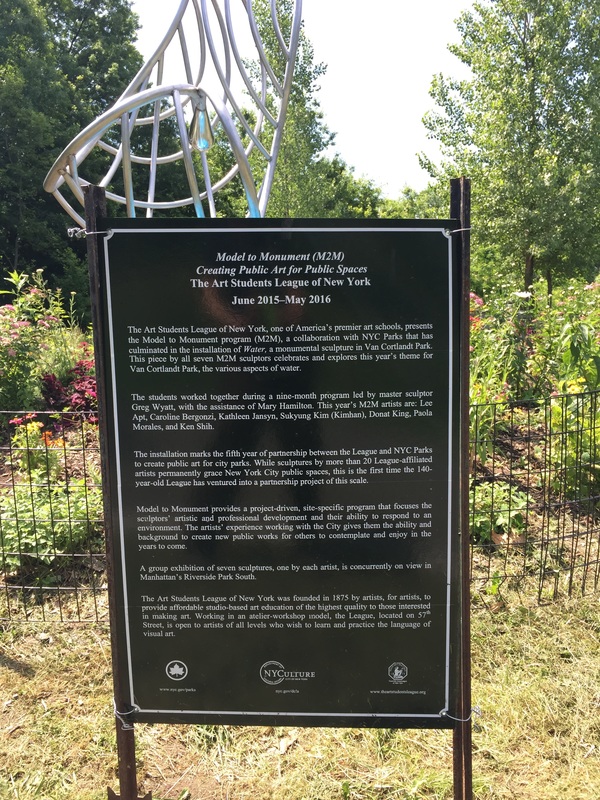 Model to Monument (M2M)
Creating Public Art for Public Spaces
The Art Students League of New York
June 2015–May 2016
The Art Students League of New York, one of America's premier art schools, presents
the Model to Monument program (M2M), a collaboration with NYC Parks that has
culminated in the installation of Water, a monumental sculpture in Van Cortlandt Park.
This piece by all seven M2M sculptors celebrates and explores this year's theme for
Van Cortlandt Park, the various aspects of water.
The students worked together during a nine-month program led by master sculptor
Greg Wyatt, with the assistance of Mary Hamilton. This year's M2M artists are: Lee
Apt, Caroline Bergonzi, Kathleen Jansyn, Sukyung Kim (Kimhan), Donat King, Paola
Morales, and Ken Shih.
The installation marks the fifth year of partnership between the League and NYC Parks
to create public art for city parks. While sculptures by more than 20 League-affiliated
artists permanently grace New York City public spaces, this is the first time the 140-
year-old League has ventured into a partnership project of this scale.
Model to Monument provides a project-driven, site-specific program that focuses the
sculptors' artistic and professional development and their ability to respond to an
environment. The artists' experience working with the City gives them the ability and
background to create new public works for others to contemplate and enjoy in the
years to come.
A group exhibition of seven sculptures, one by each artist, is concurrently on view in
Manhattan's Riverside Park South.
The Art Students League of New York was founded in 1875 by artists, for artists, to
provide affordable studio-based art education of the highest quality to those interested
in making art. Working in an atelier-workshop model, the League, located on 57th
Street, is open to artists of all levels who wish to learn and practice the language of
visual art.
NYCULTURE
www.nyc.gov/parks
nyc.gov/dcla
www.theartstudentsleague.org